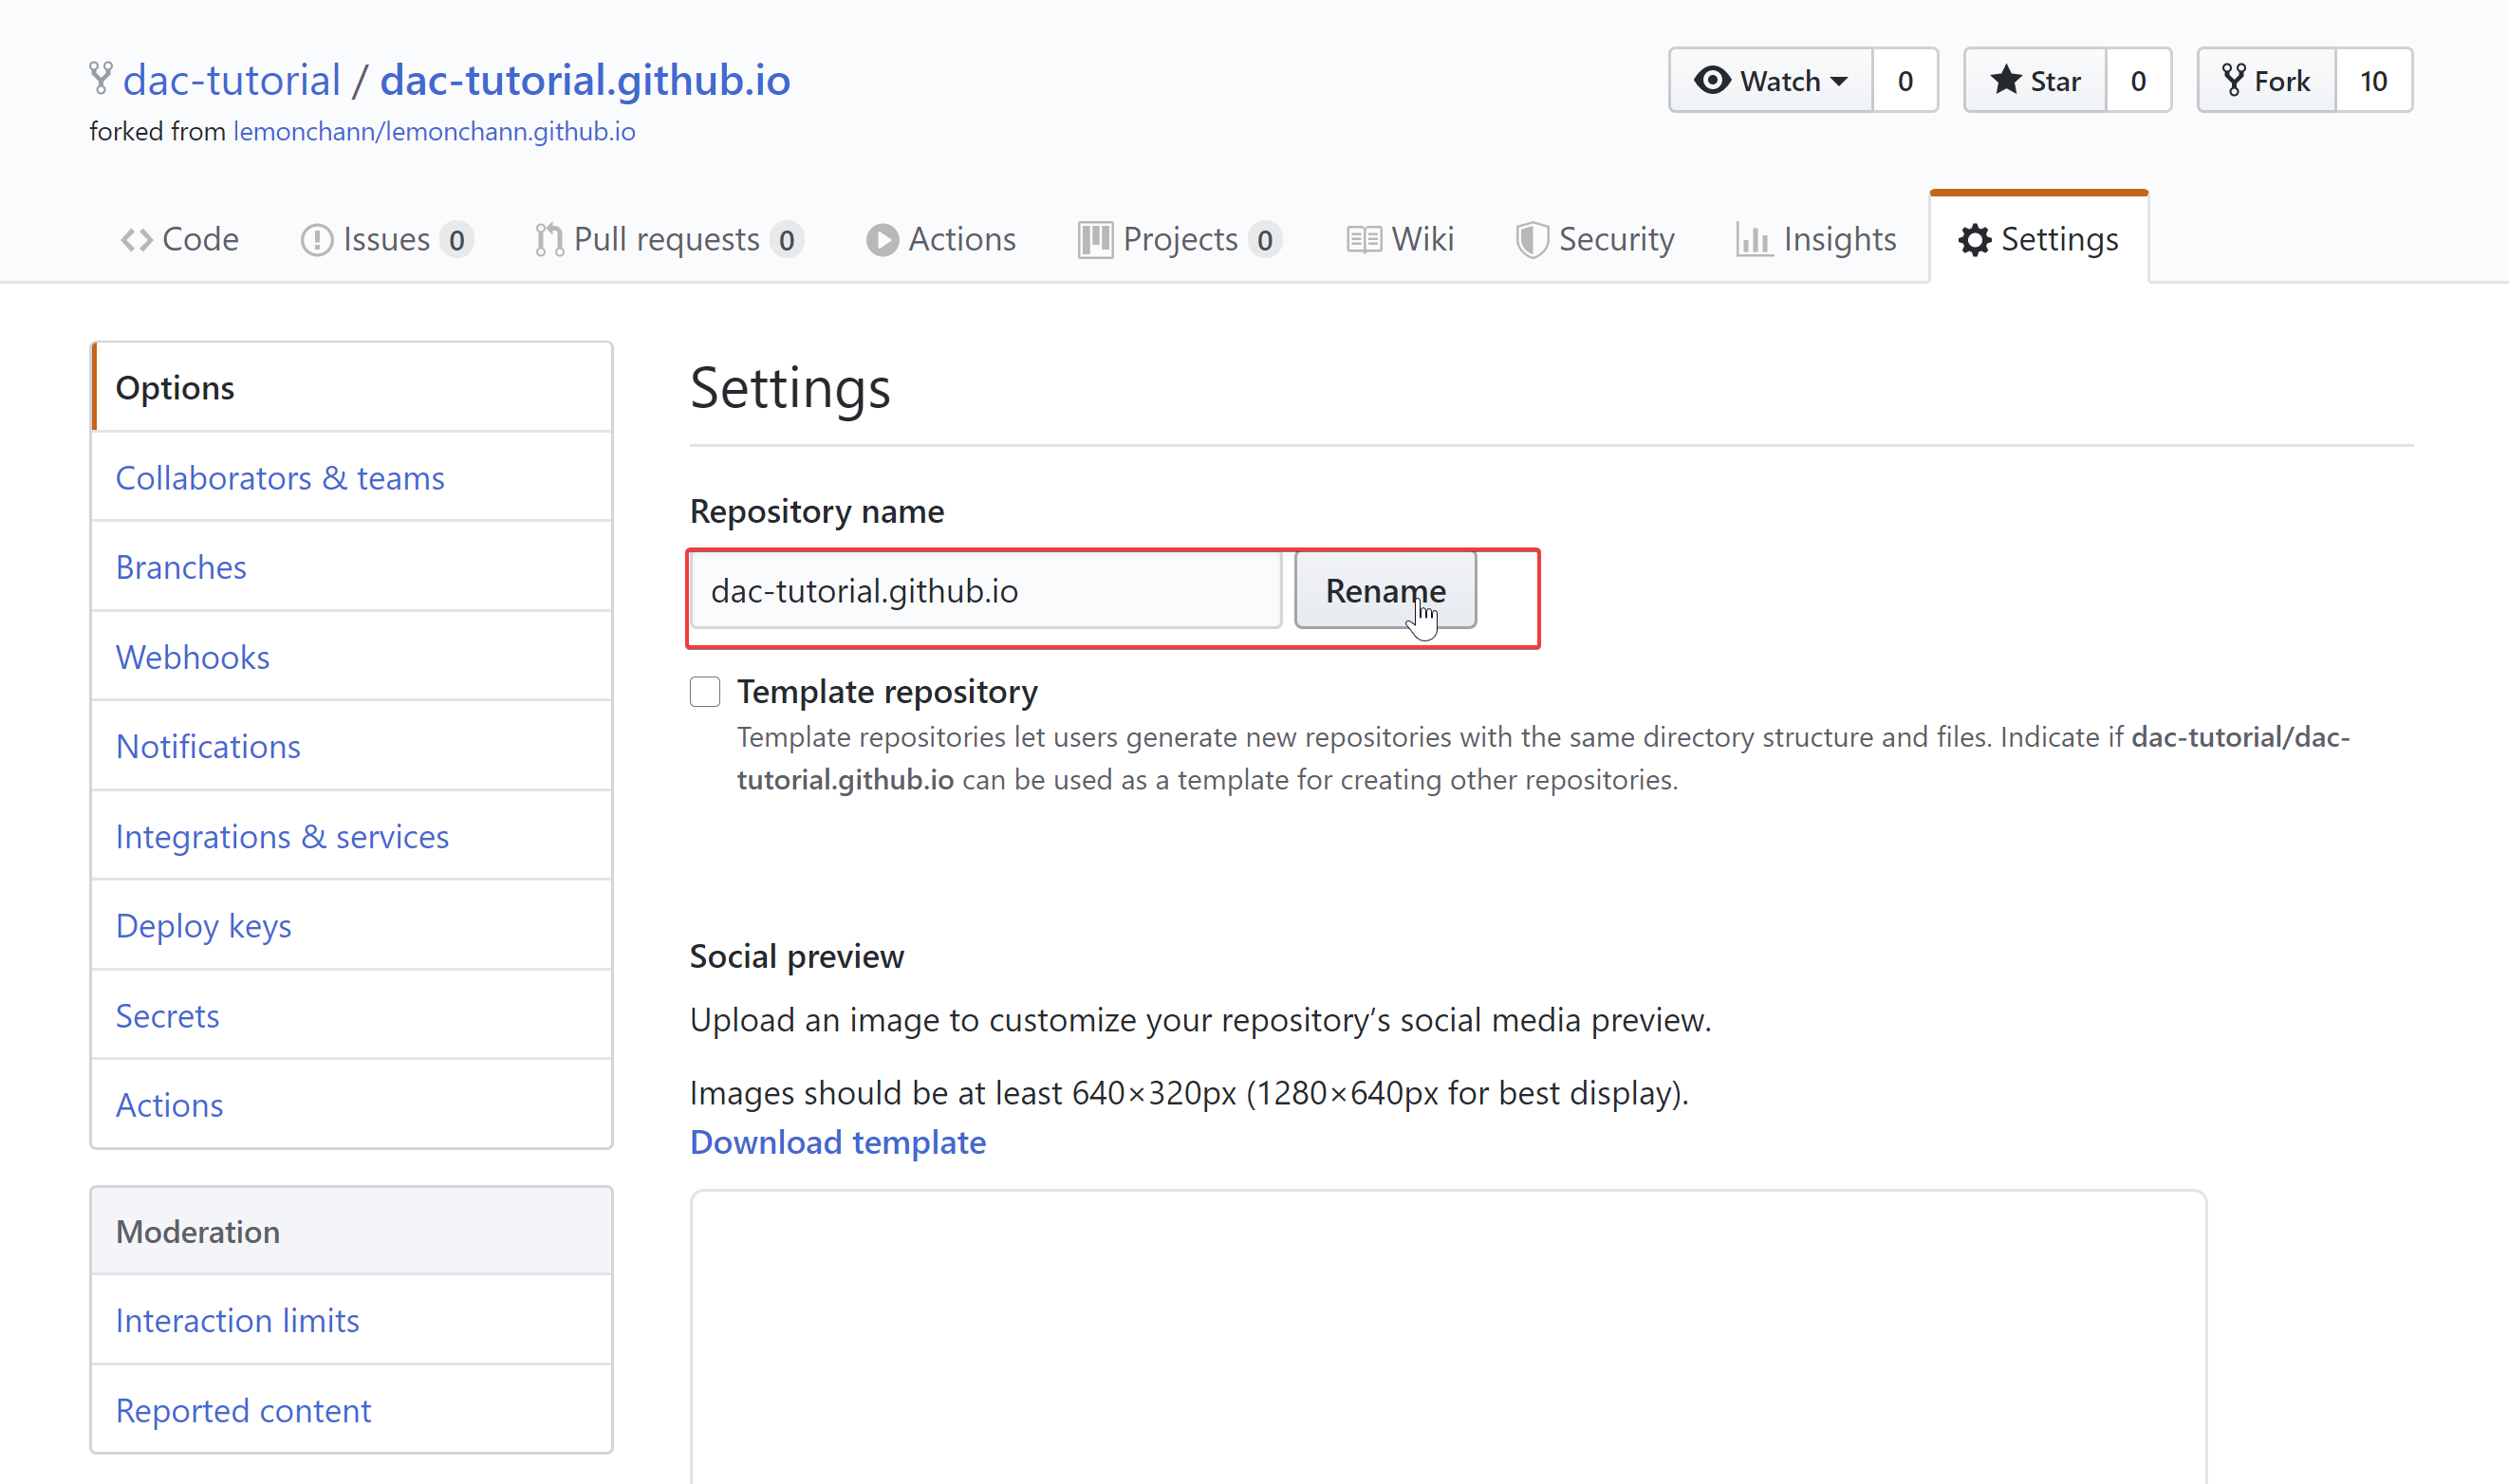 dac-tutorial / dac-tutorial.github.io
forked from lemonchann/lemonchann.github.io
Watch 0 Star 0 Fork 10
Code Issues 0 Pull requests 0 Actions Projects 0 Wiki Security Insights Settings
Options
Collaborators & teams
Branches
Webhooks
Notifications
Integrations & services
Deploy keys
Secrets
Actions
Moderation
Interaction limits
Reported content
Settings
Repository name
dac-tutorial.github.io Rename
Template repository
Template repositories let users generate new repositories with the same directory structure and files. Indicate if dac-tutorial/dac-
tutorial.github.io can be used as a template for creating other repositories.
Social preview
Upload an image to customize your repository’s social media preview.
Images should be at least 640×320px (1280×640px for best display).
Download template